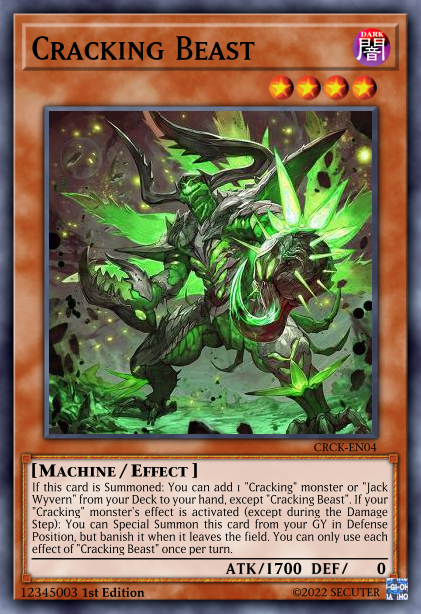 CRACKING BEAST
DARK
闇
CRCK-EN04
[MACHINE / EFFECT ]
If this card is Summoned: You can add 1 "Cracking" monster or "Jack
Wyvern" from your Deck to your hand, except "Cracking Beast". If your
"Cracking" monster's effect is activated (except during the Damage
Step): You can Special Summon this card from your GY in Defense
Position, but banish it when it leaves the field. You can only use each
effect of "Cracking Beast" once per turn.
ATK/1700 DEF/ 0
12345003 1st Edition ©2022 SECUTER